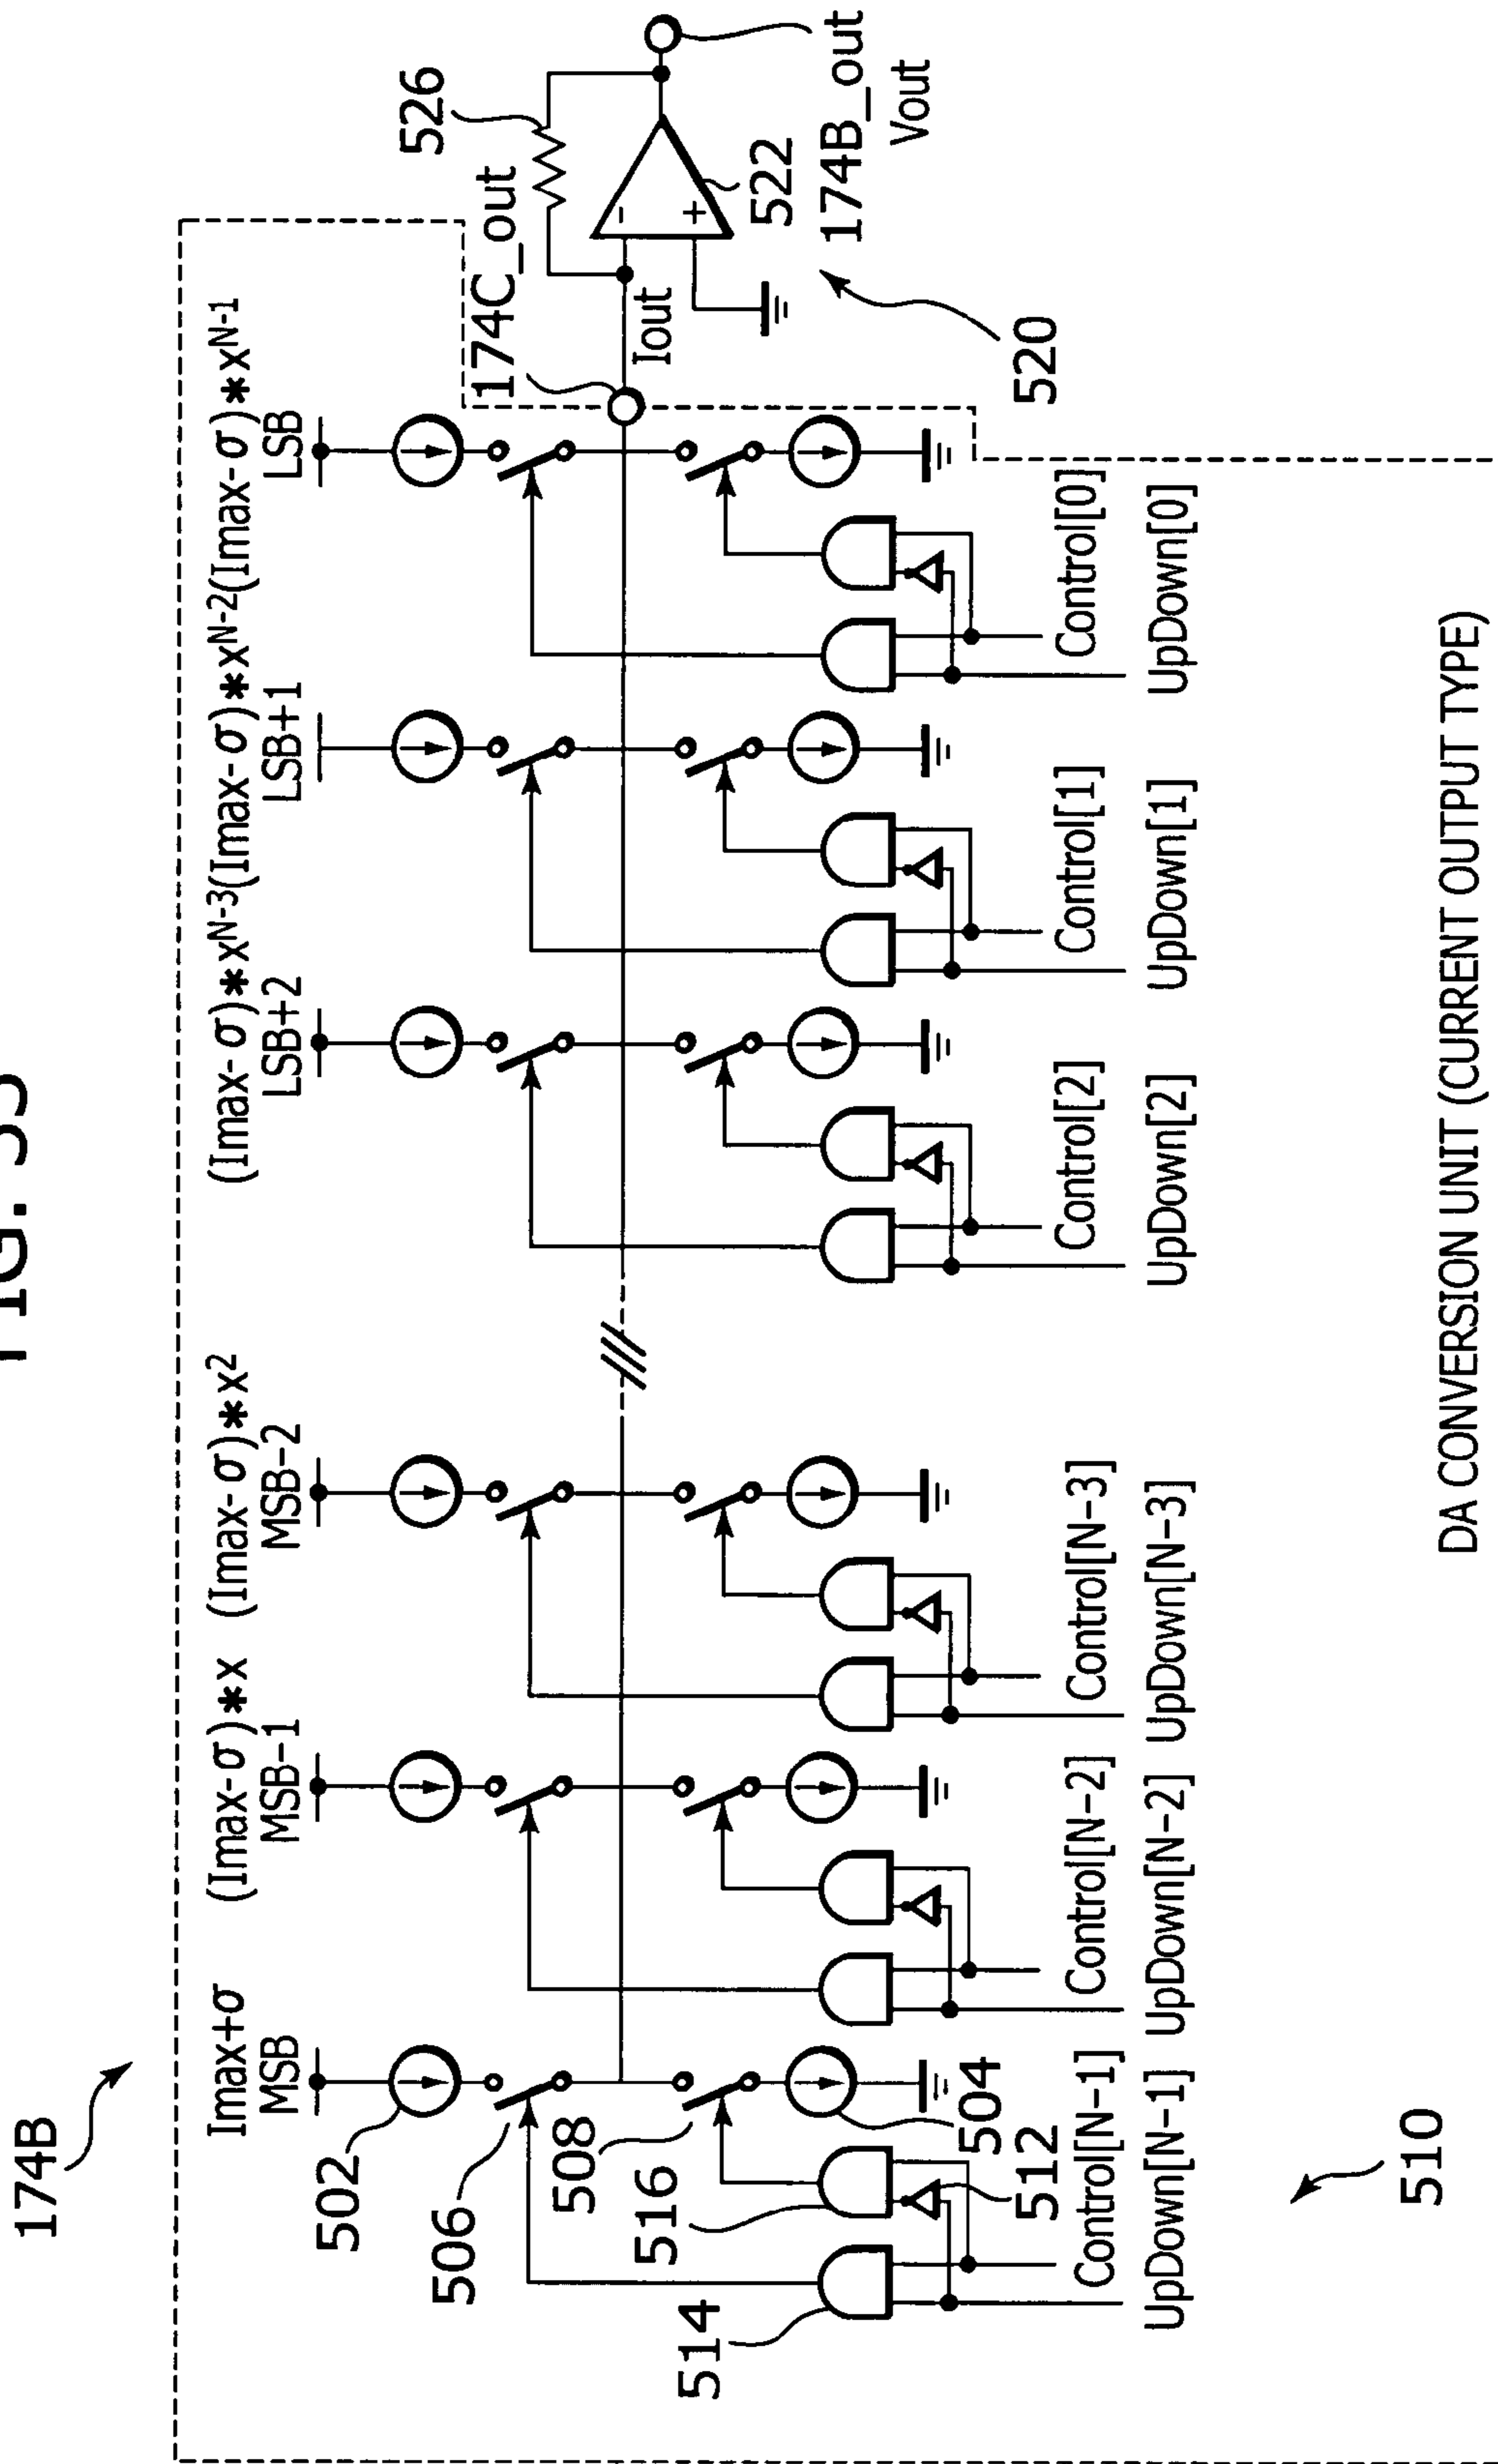 FIG. 33
174B
Imax+σ
(Imax-σ)*x
(Imax-σ)*x²
(Imax-σ)*x^N-3
(Imax-σ)*x^N-2
(Imax-σ)*x^N-1
MSB
MSB-1
MSB-2
LSB+2
LSB+1
LSB
502
506
508
516
514
504
512
Control[N-1]
UpDown[N-1]
Control[N-2]
UpDown[N-2]
Control[N-3]
UpDown[N-3]
Control[2]
UpDown[2]
Control[1]
UpDown[1]
Control[0]
UpDown[0]
174C_out
Iout
526
-
+
522
174B_out
Vout
520
510
DA CONVERSION UNIT (CURRENT OUTPUT TYPE)